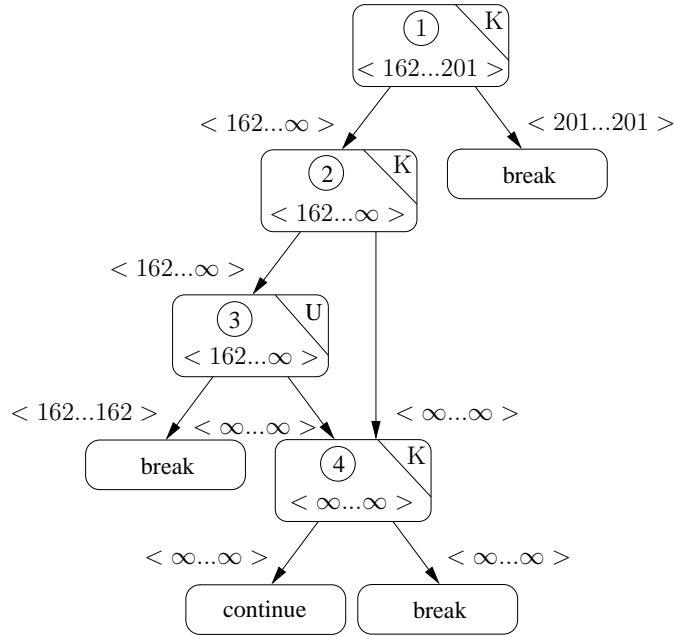 1 K
< 162...201 >
< 162...∞ > < 201...201 >
2 K break
< 162...∞ >
< 162...∞ >
3 U
< 162...∞ >
< 162...162 > < ∞...∞ > < ∞...∞ >
break 4 K
< ∞...∞ >
< ∞...∞ > < ∞...∞ >
continue break